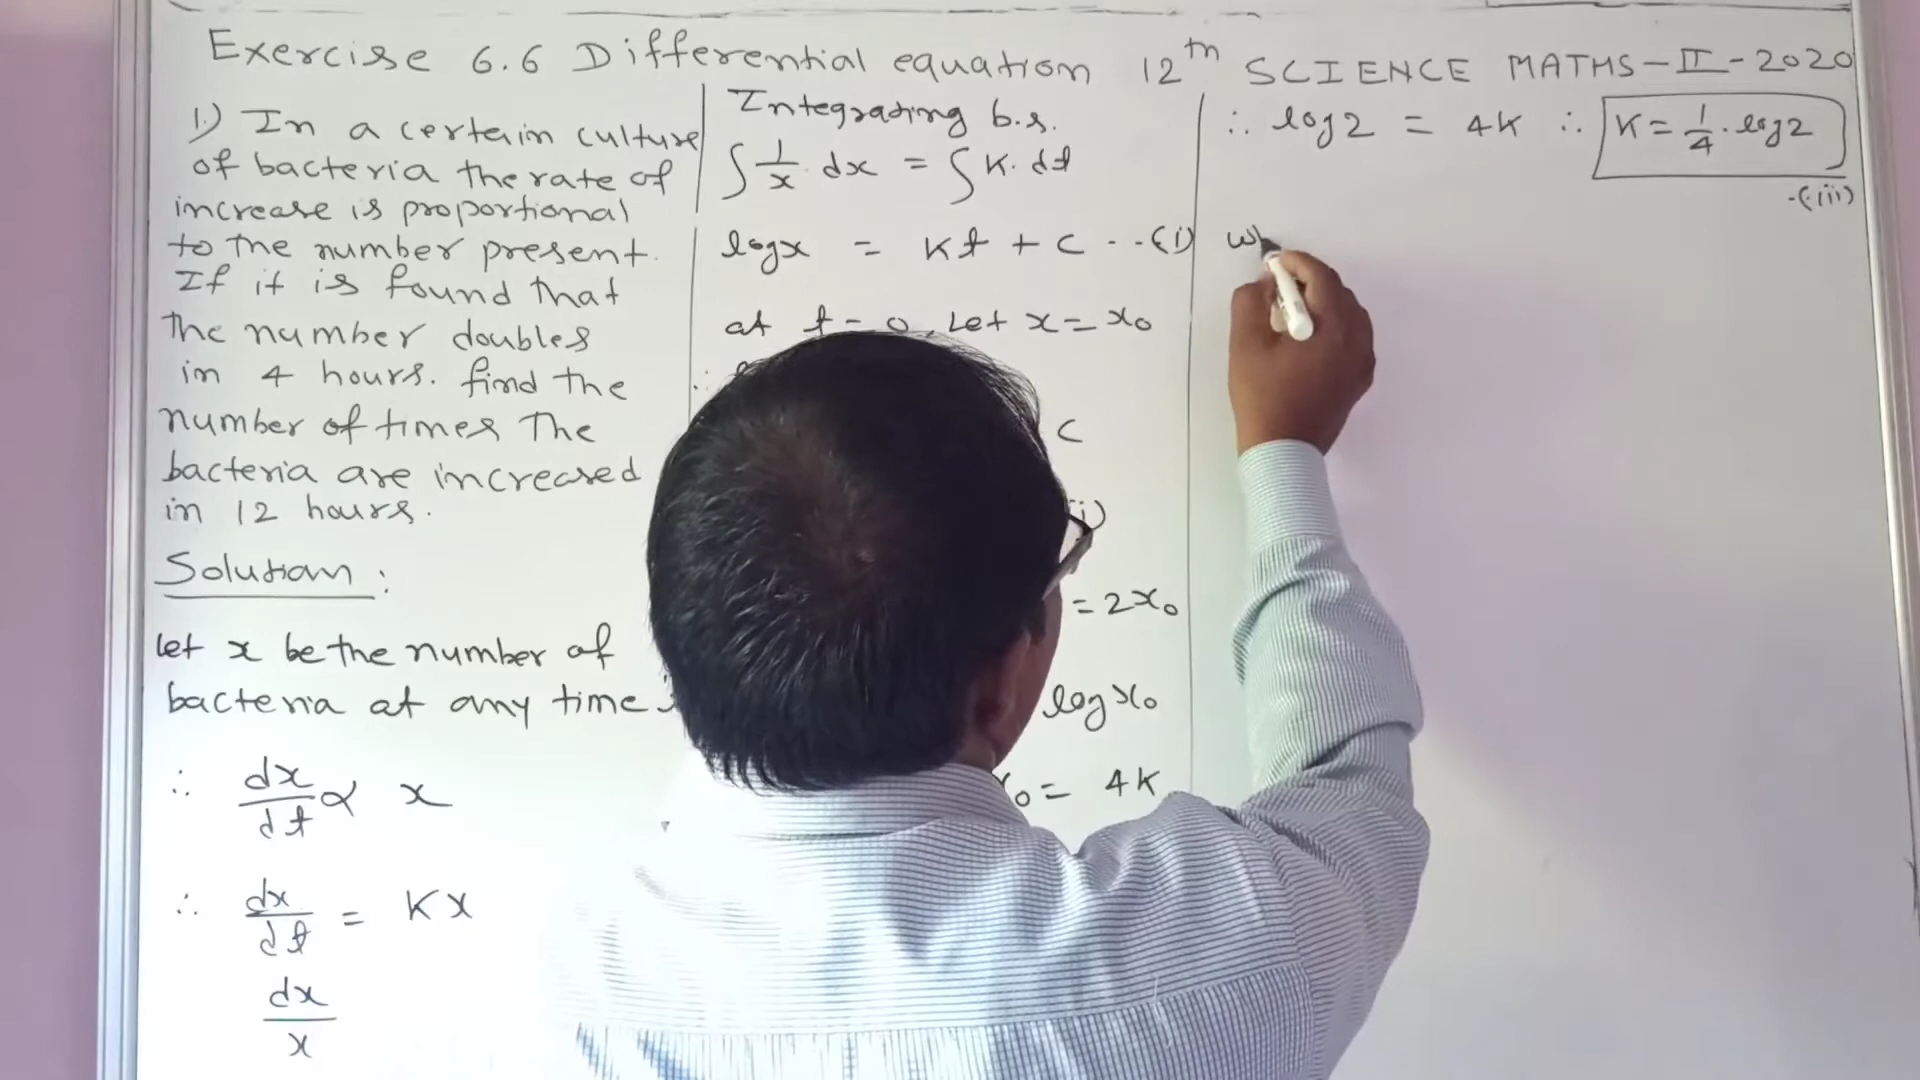 Exercise 6.6 Differential equation 12th SCIENCE MATHS-II-2020
1) In a certain culture
of bacteria the rate of
increase is proportional
to the number present.
If it is found that
the number doubles
in 4 hours. find the
number of times The
bacteria are increased
in 12 hours.
Solution :
Let x be the number of
bacteria at any time
∴ dx/dt ∝ x
∴ dx/dt = Kx
dx/x
Integrating b.s.
∫ 1/x . dx = ∫ K. dt
log x = Kt + C --(i)
at t = 0, Let x = x₀
C
= 2x₀
log x₀
= 4K
∴ log2 = 4K ∴ K = 1/4 . log2
-(iii)